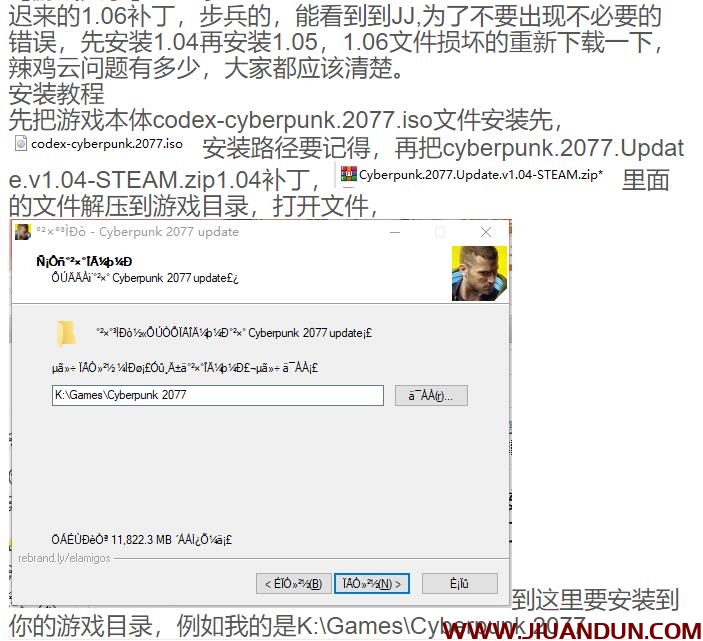 迟来的1.06补丁，步兵的，能看到到JJ,为了不要出现不必要的
错误，先安装1.04再安装1.05，1.06文件损坏的重新下载一下，
辣鸡云问题有多少，大家都应该清楚。
安装教程
先把游戏本体codex-cyberpunk.2077.iso文件安装先，
codex-cyberpunk.2077.iso 安装路径要记得，再把cyberpunk.2077.Updat
e.v1.04-STEAM.zip1.04补丁， Cyberpunk.2077.Update.v1.04-STEAM.zip* 里面
的文件解压到游戏目录，打开文件，
°²×°³ÌÐò - Cyberpunk 2077 update
Ñ¡Ôñ°²×°ÎÄ¼þ¼Ð
ÔÚÄÄÀï°²×° Cyberpunk 2077 update£¿
°²×°³ÌÐò½«ÔÚÒÔÏÂÎÄ¼þ¼Ð°²×° Cyberpunk 2077 update¡£
µã»÷ ÏÂÒ»²½ ¼ÌÐø¡£Óû¸Ä±ä°²×°ÎÄ¼þ¼Ð£¬µã»÷ ä¯ÀÀ¡£
K:\Games\Cyberpunk 2077
ä¯ÀÀ(r)...
ÖÁÉÙÐèÒª 11,822.3 MB ´ÅÅÌ¿Õ¼ä¡£
rebrand.ly/elamigos
< ÉÏÒ»²½(B) ÏÂÒ»²½(N) > È¡Ïû
到这里要安装到
你的游戏目录，例如我的是K:\Games\Cyberpunk 2077
WWW.JIUANDUN.COM